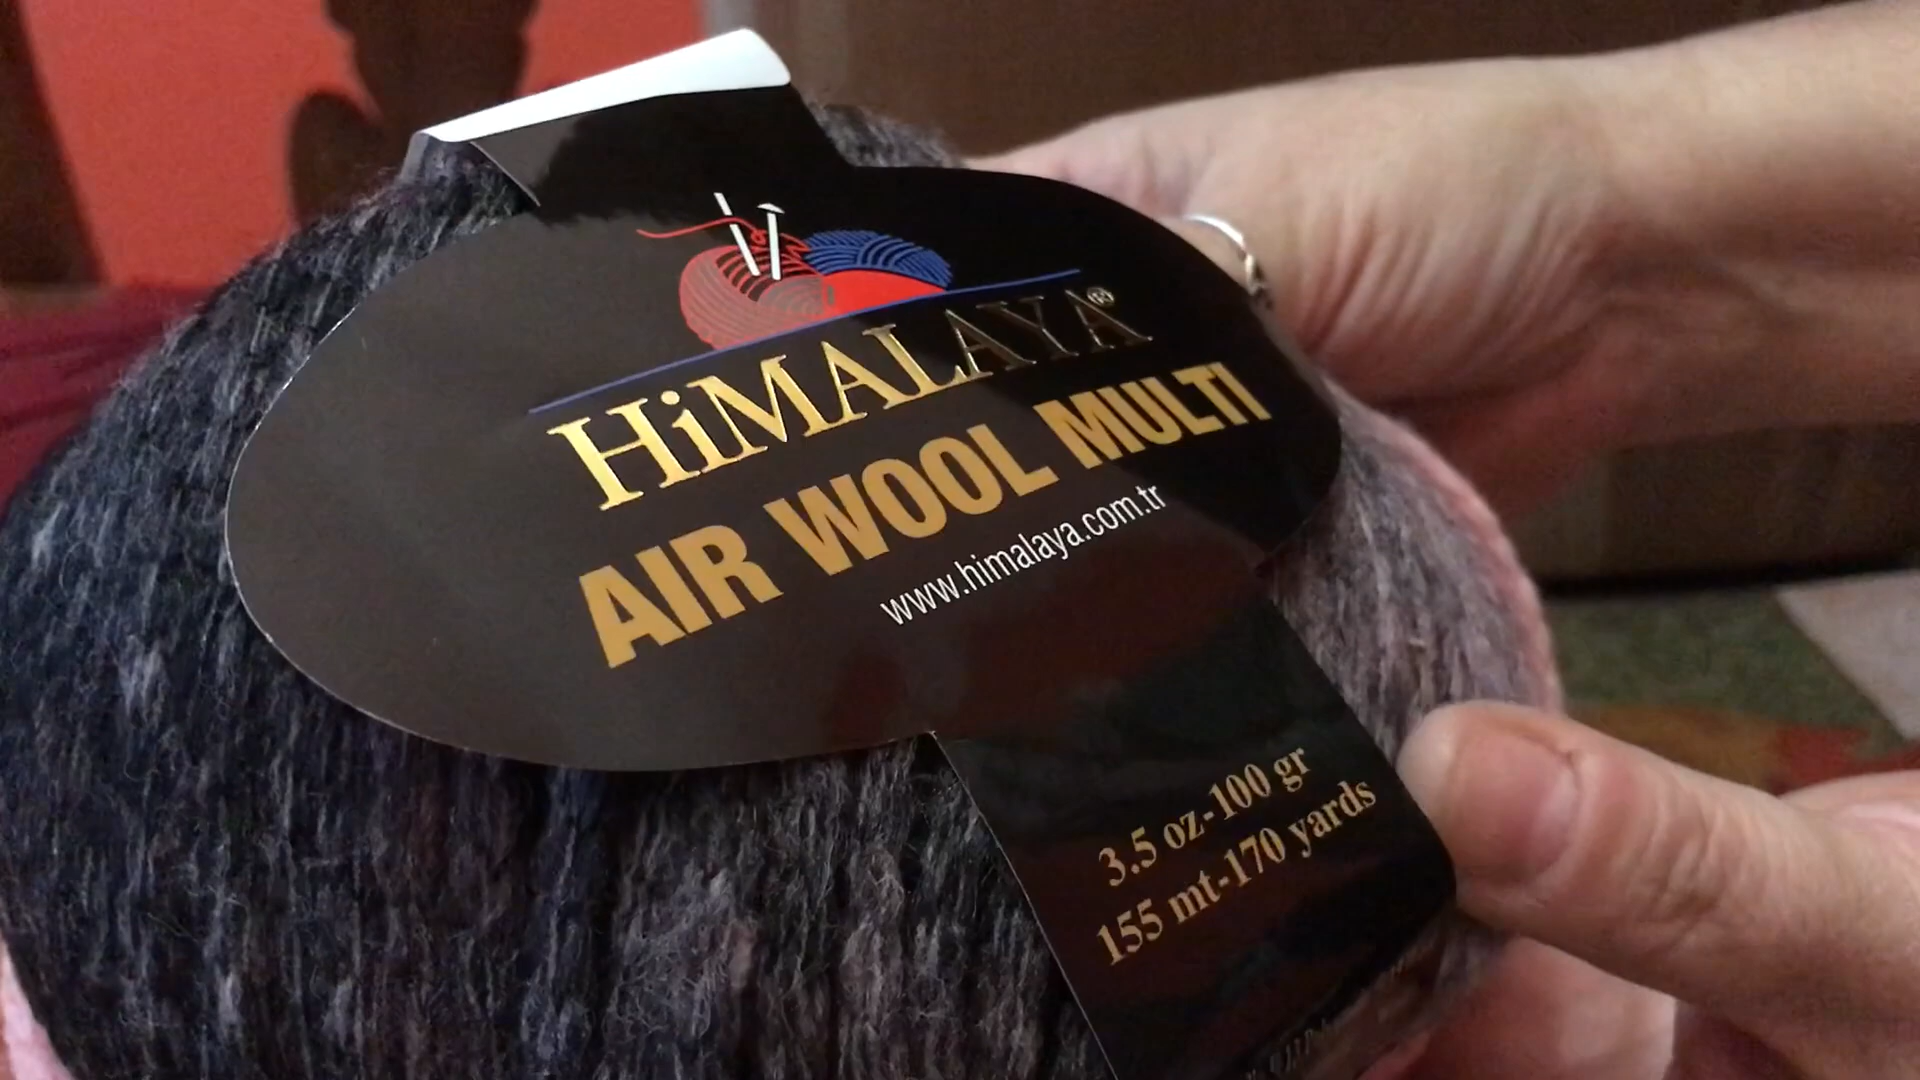 HiMALAYA®
AIR WOOL MULTI
www.himalaya.com.tr
3.5 oz-100 gr
155 mt-170 yards